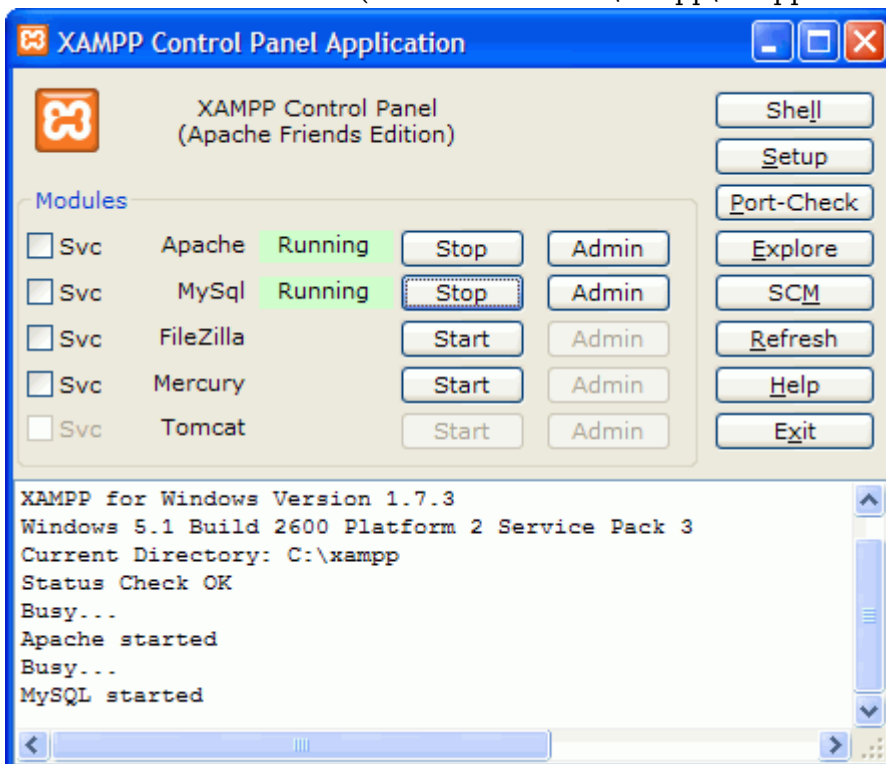 XAMPP Control Panel Application
XAMPP Control Panel
(Apache Friends Edition)
Shell
Setup
Modules
Port-Check
Svc Apache Running Stop Admin Explore
Svc MySql Running Stop Admin SCM
Svc FileZilla Start Admin Refresh
Svc Mercury Start Admin Help
Svc Tomcat Start Admin Exit
XAMPP for Windows Version 1.7.3
Windows 5.1 Build 2600 Platform 2 Service Pack 3
Current Directory: C:\xampp
Status Check OK
Busy...
Apache started
Busy...
MySQL started